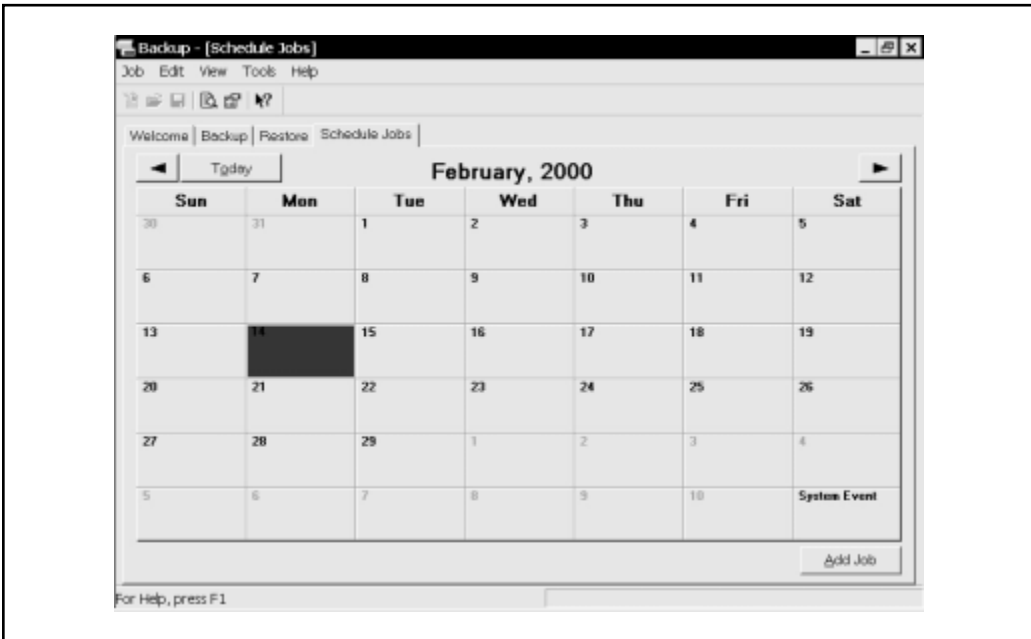 Backup - [Schedule Jobs]
Job Edit View Tools Help
Welcome Backup Restore Schedule Jobs
Today February, 2000
Sun Mon Tue Wed Thu Fri Sat
30 31 1 2 3 4 5
6 7 8 9 10 11 12
13 14 15 16 17 18 19
20 21 22 23 24 25 26
27 28 29 1 2 3 4
5 6 7 8 9 10 System Event
Add Job
For Help, press F1